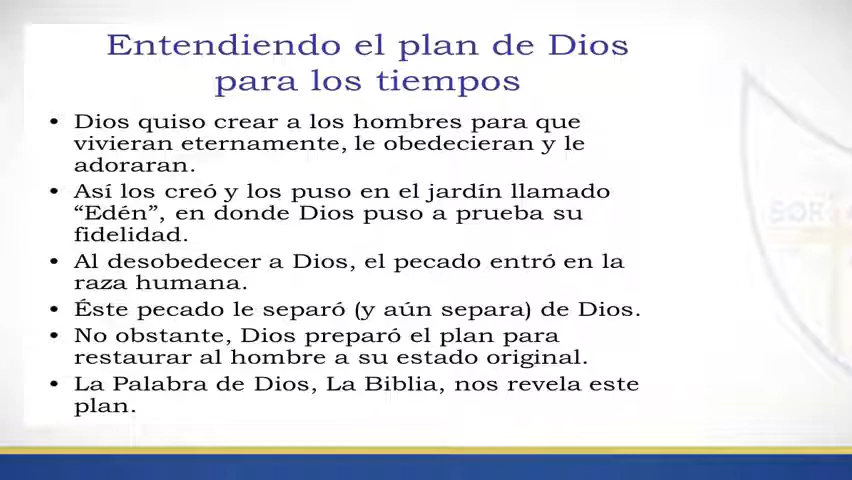 Entendiendo el plan de Dios
para los tiempos
• Dios quiso crear a los hombres para que
vivieran eternamente, le obedecieran y le
adoraran.
• Así los creó y los puso en el jardín llamado
“Edén”, en donde Dios puso a prueba su
fidelidad.
• Al desobedecer a Dios, el pecado entró en la
raza humana.
• Éste pecado le separó (y aún separa) de Dios.
• No obstante, Dios preparó el plan para
restaurar al hombre a su estado original.
• La Palabra de Dios, La Biblia, nos revela este
plan.